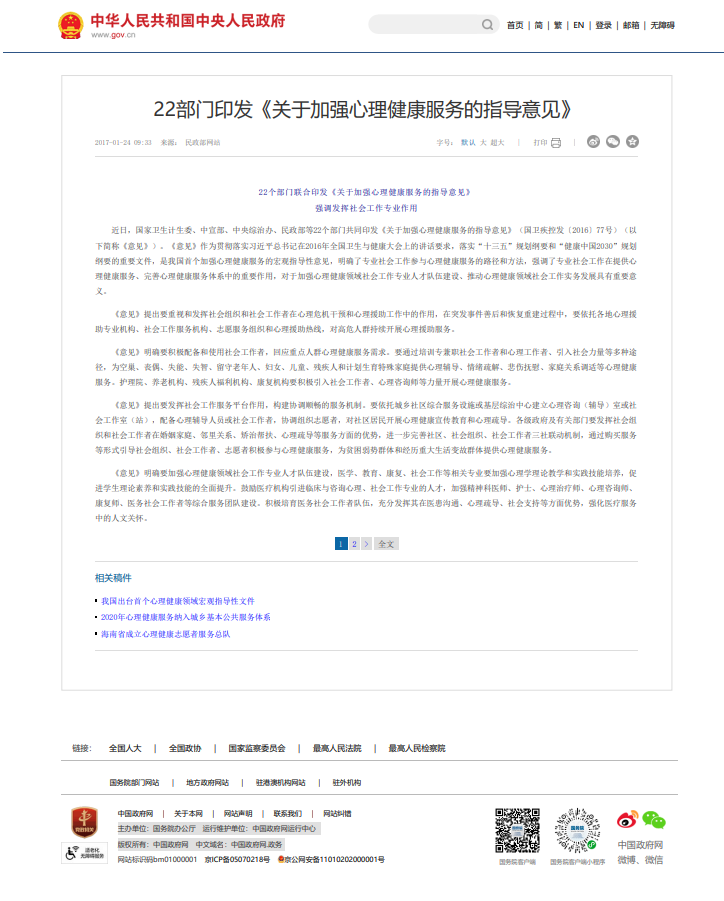 中华人民共和国中央人民政府
www.gov.cn
首页 | 简 | 繁 | EN | 登录 | 邮箱 | 无障碍
22部门印发《关于加强心理健康服务的指导意见》
2017-01-24 09:33 来源: 民政部网站
字号: 默认 大 超大 | 打印 |
22个部门联合印发《关于加强心理健康服务的指导意见》
强调发挥社会工作专业作用
近日，国家卫生计生委、中宣部、中央综治办、民政部等22个部门共同印发《关于加强心理健康服务的指导意见》（国卫疾控发〔2016〕77号）（以
下简称《意见》）。《意见》作为贯彻落实习近平总书记在2016年全国卫生与健康大会上的讲话要求，落实“十三五”规划纲要和“健康中国2030”规划
纲要的重要文件，是我国首个加强心理健康服务的宏观指导性意见，明确了专业社会工作参与心理健康服务的路径和方法，强调了专业社会工作在提供心
理健康服务、完善心理健康服务体系中的重要作用，对于加强心理健康领域社会工作专业人才队伍建设、推动心理健康领域社会工作实务发展具有重要意
义。
《意见》提出要重视和发挥社会组织和社会工作者在心理危机干预和心理援助工作中的作用，在突发事件善后和恢复重建过程中，要依托各地心理援
助专业机构、社会工作服务机构、志愿服务组织和心理援助热线，对高危人群持续开展心理援助服务。
《意见》明确要积极配备和使用社会工作者，回应重点人群心理健康服务需求。要通过培训专兼职社会工作者和心理工作者、引入社会力量等多种途
径，为空巢、丧偶、失能、失智、留守老年人、妇女、儿童、残疾人和计划生育特殊家庭提供心理辅导、情绪疏解、悲伤抚慰、家庭关系调适等心理健康
服务。护理院、养老机构、残疾人福利机构、康复机构要积极引入社会工作者、心理咨询师等力量开展心理健康服务。
《意见》提出要发挥社会工作服务平台作用，构建协调顺畅的服务机制。要依托城乡社区综合服务设施或基层综治中心建立心理咨询（辅导）室或社
会工作室（站），配备心理辅导人员或社会工作者，协调组织志愿者，对社区居民开展心理健康宣传教育和心理疏导。各级政府及有关部门要发挥社会组
织和社会工作者在婚姻家庭、邻里关系、矫治帮扶、心理疏导等服务方面的优势，进一步完善社区、社会组织、社会工作者三社联动机制，通过购买服务
等形式引导社会组织、社会工作者、志愿者积极参与心理健康服务，为贫困弱势群体和经历重大生活变故群体提供心理健康服务。
《意见》明确要加强心理健康领域社会工作专业人才队伍建设，医学、教育、康复、社会工作等相关专业要加强心理学理论教学和实践技能培养，促
进学生理论素养和实践技能的全面提升。鼓励医疗机构引进临床与咨询心理、社会工作专业的人才，加强精神科医师、护士、心理治疗师、心理咨询师、
康复师、医务社会工作者等综合服务团队建设。积极培育医务社会工作者队伍，充分发挥其在医患沟通、心理疏导、社会支持等方面优势，强化医疗服务
中的人文关怀。
1 2 > 全文
相关稿件
我国出台首个心理健康领域宏观指导性文件
2020年心理健康服务纳入城乡基本公共服务体系
海南省成立心理健康志愿者服务总队
链接: 全国人大 | 全国政协 | 国家监察委员会 | 最高人民法院 | 最高人民检察院
国务院部门网站 | 地方政府网站 | 驻港澳机构网站 | 驻外机构
中国政府网 | 关于本网 | 网站声明 | 联系我们 | 网站纠错
主办单位：国务院办公厅 运行维护单位：中国政府网运行中心
版权所有：中国政府网 中文域名：中国政府网.政务
网站标识码bm01000001 京ICP备05070218号 京公网安备11010202000001号
党政机关
适老化
无障碍服务
国务院客户端
国务院客户端小程序
中国政府网
微博、微信